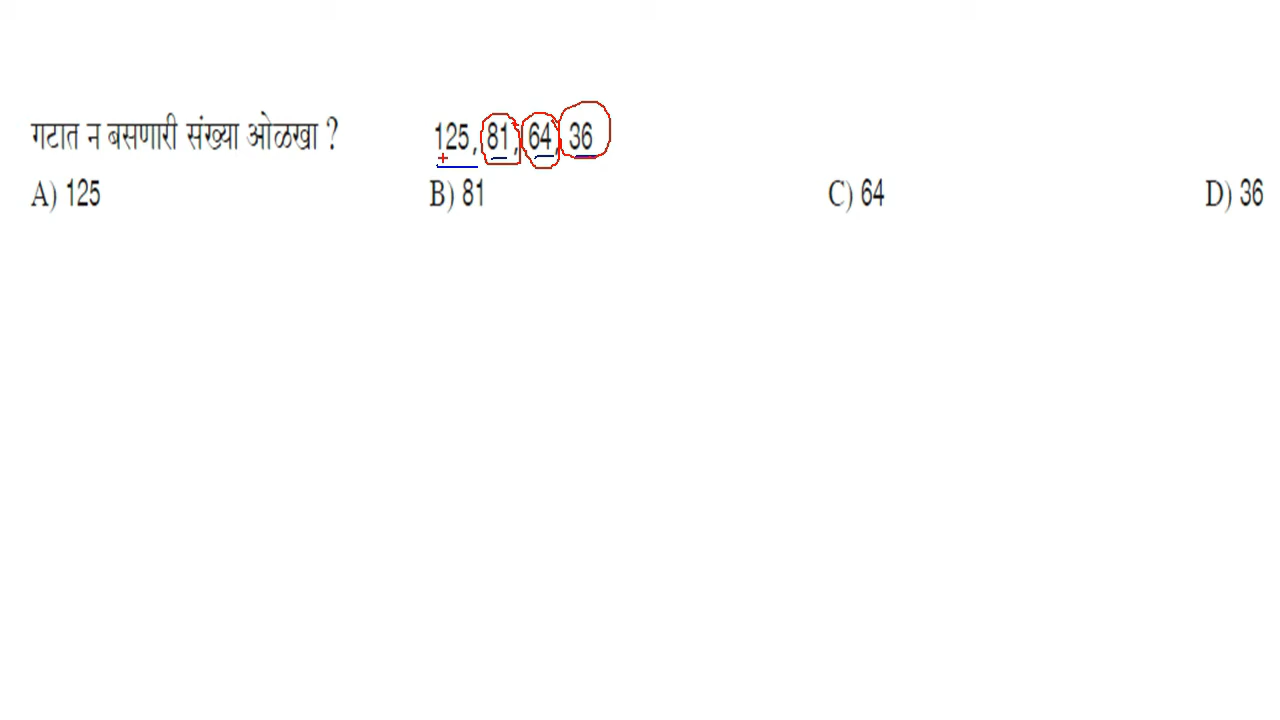 गटात न बसणारी संख्या ओळखा ? 125, 81, 64, 36
A) 125 B) 81 C) 64 D) 36